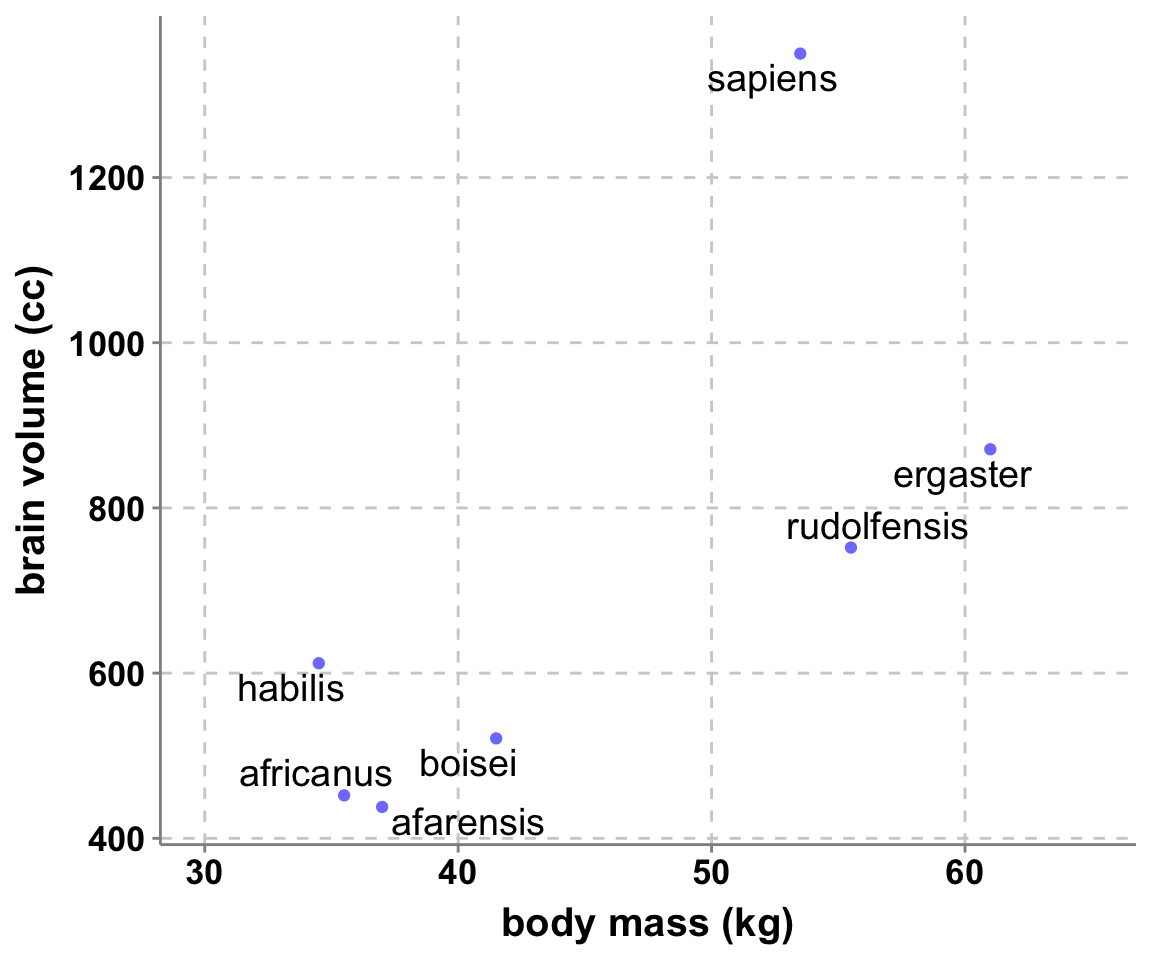 sapiens
1200
1000
brain volume (cc)
ergaster
800
rudolfensis
600
habilis
boisei
africanus
afarensis
400
30 40 50 60
body mass (kg)